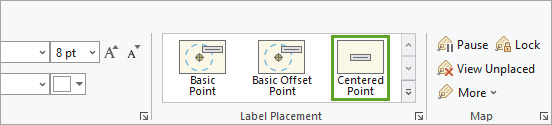 8 pt A A
Pause Lock
View Unplaced
More
Basic Point
Basic Offset Point
Centered Point
Label Placement
Map